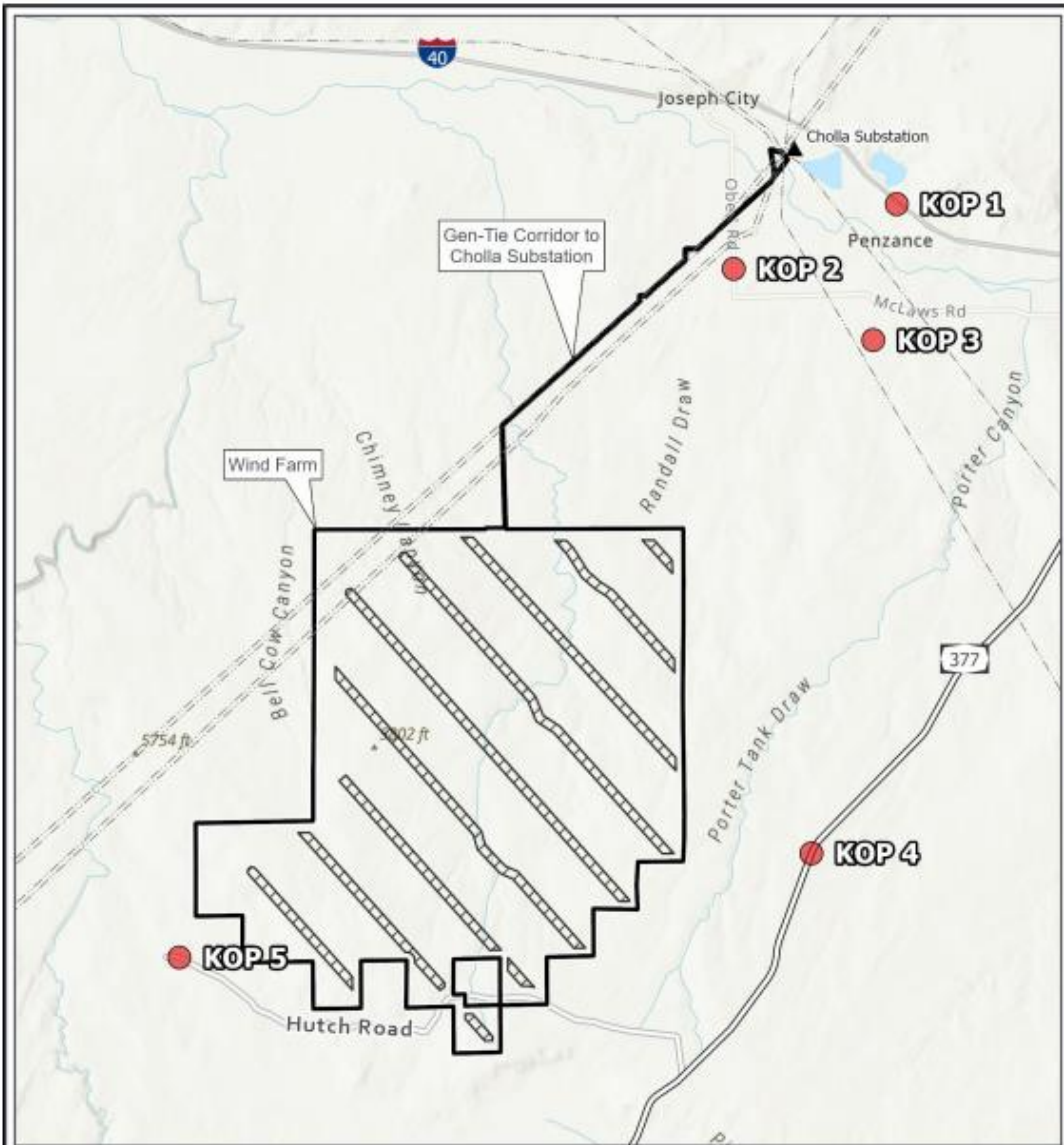 40
Joseph City
Cholla Substation
KOP 1
Gen-Tie Corridor to
Cholla Substation
Penzance
KOP 2
McLaws Rd
KOP 3
Porter Canyon
Randall Draw
Chimney
Wind Farm
Bell Cow Canyon
377
Porter Tank Draw
5754 ft
KOP 4
KOP 5
Hutch Road